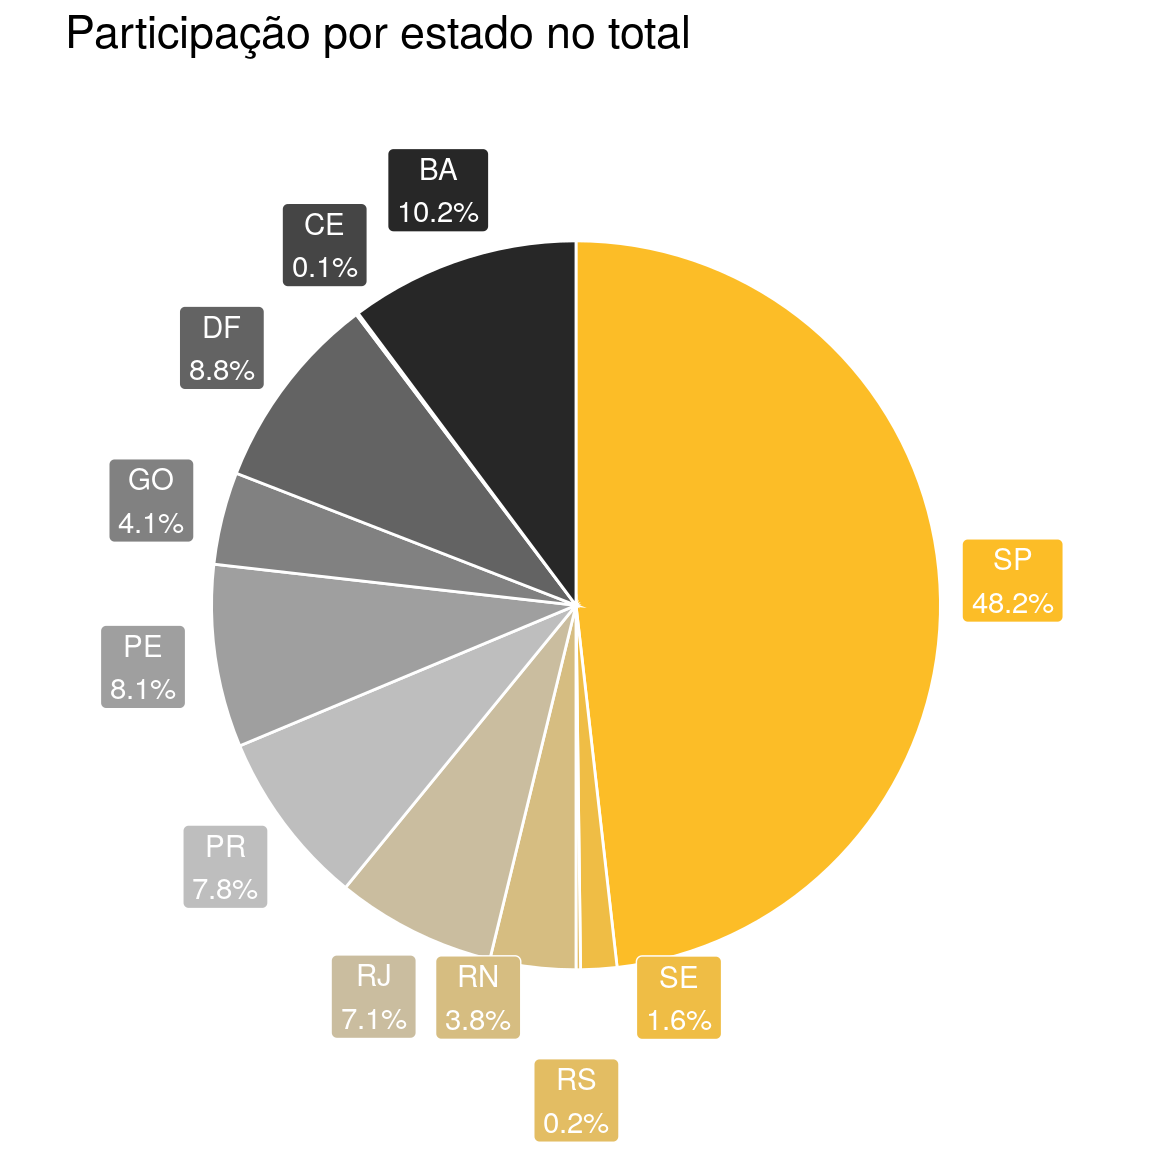 Participação por estado no total
BA
10.2%
CE
0.1%
DF
8.8%
GO
4.1%
SP
48.2%
PE
8.1%
PR
7.8%
RJ
7.1%
RN
3.8%
SE
1.6%
RS
0.2%